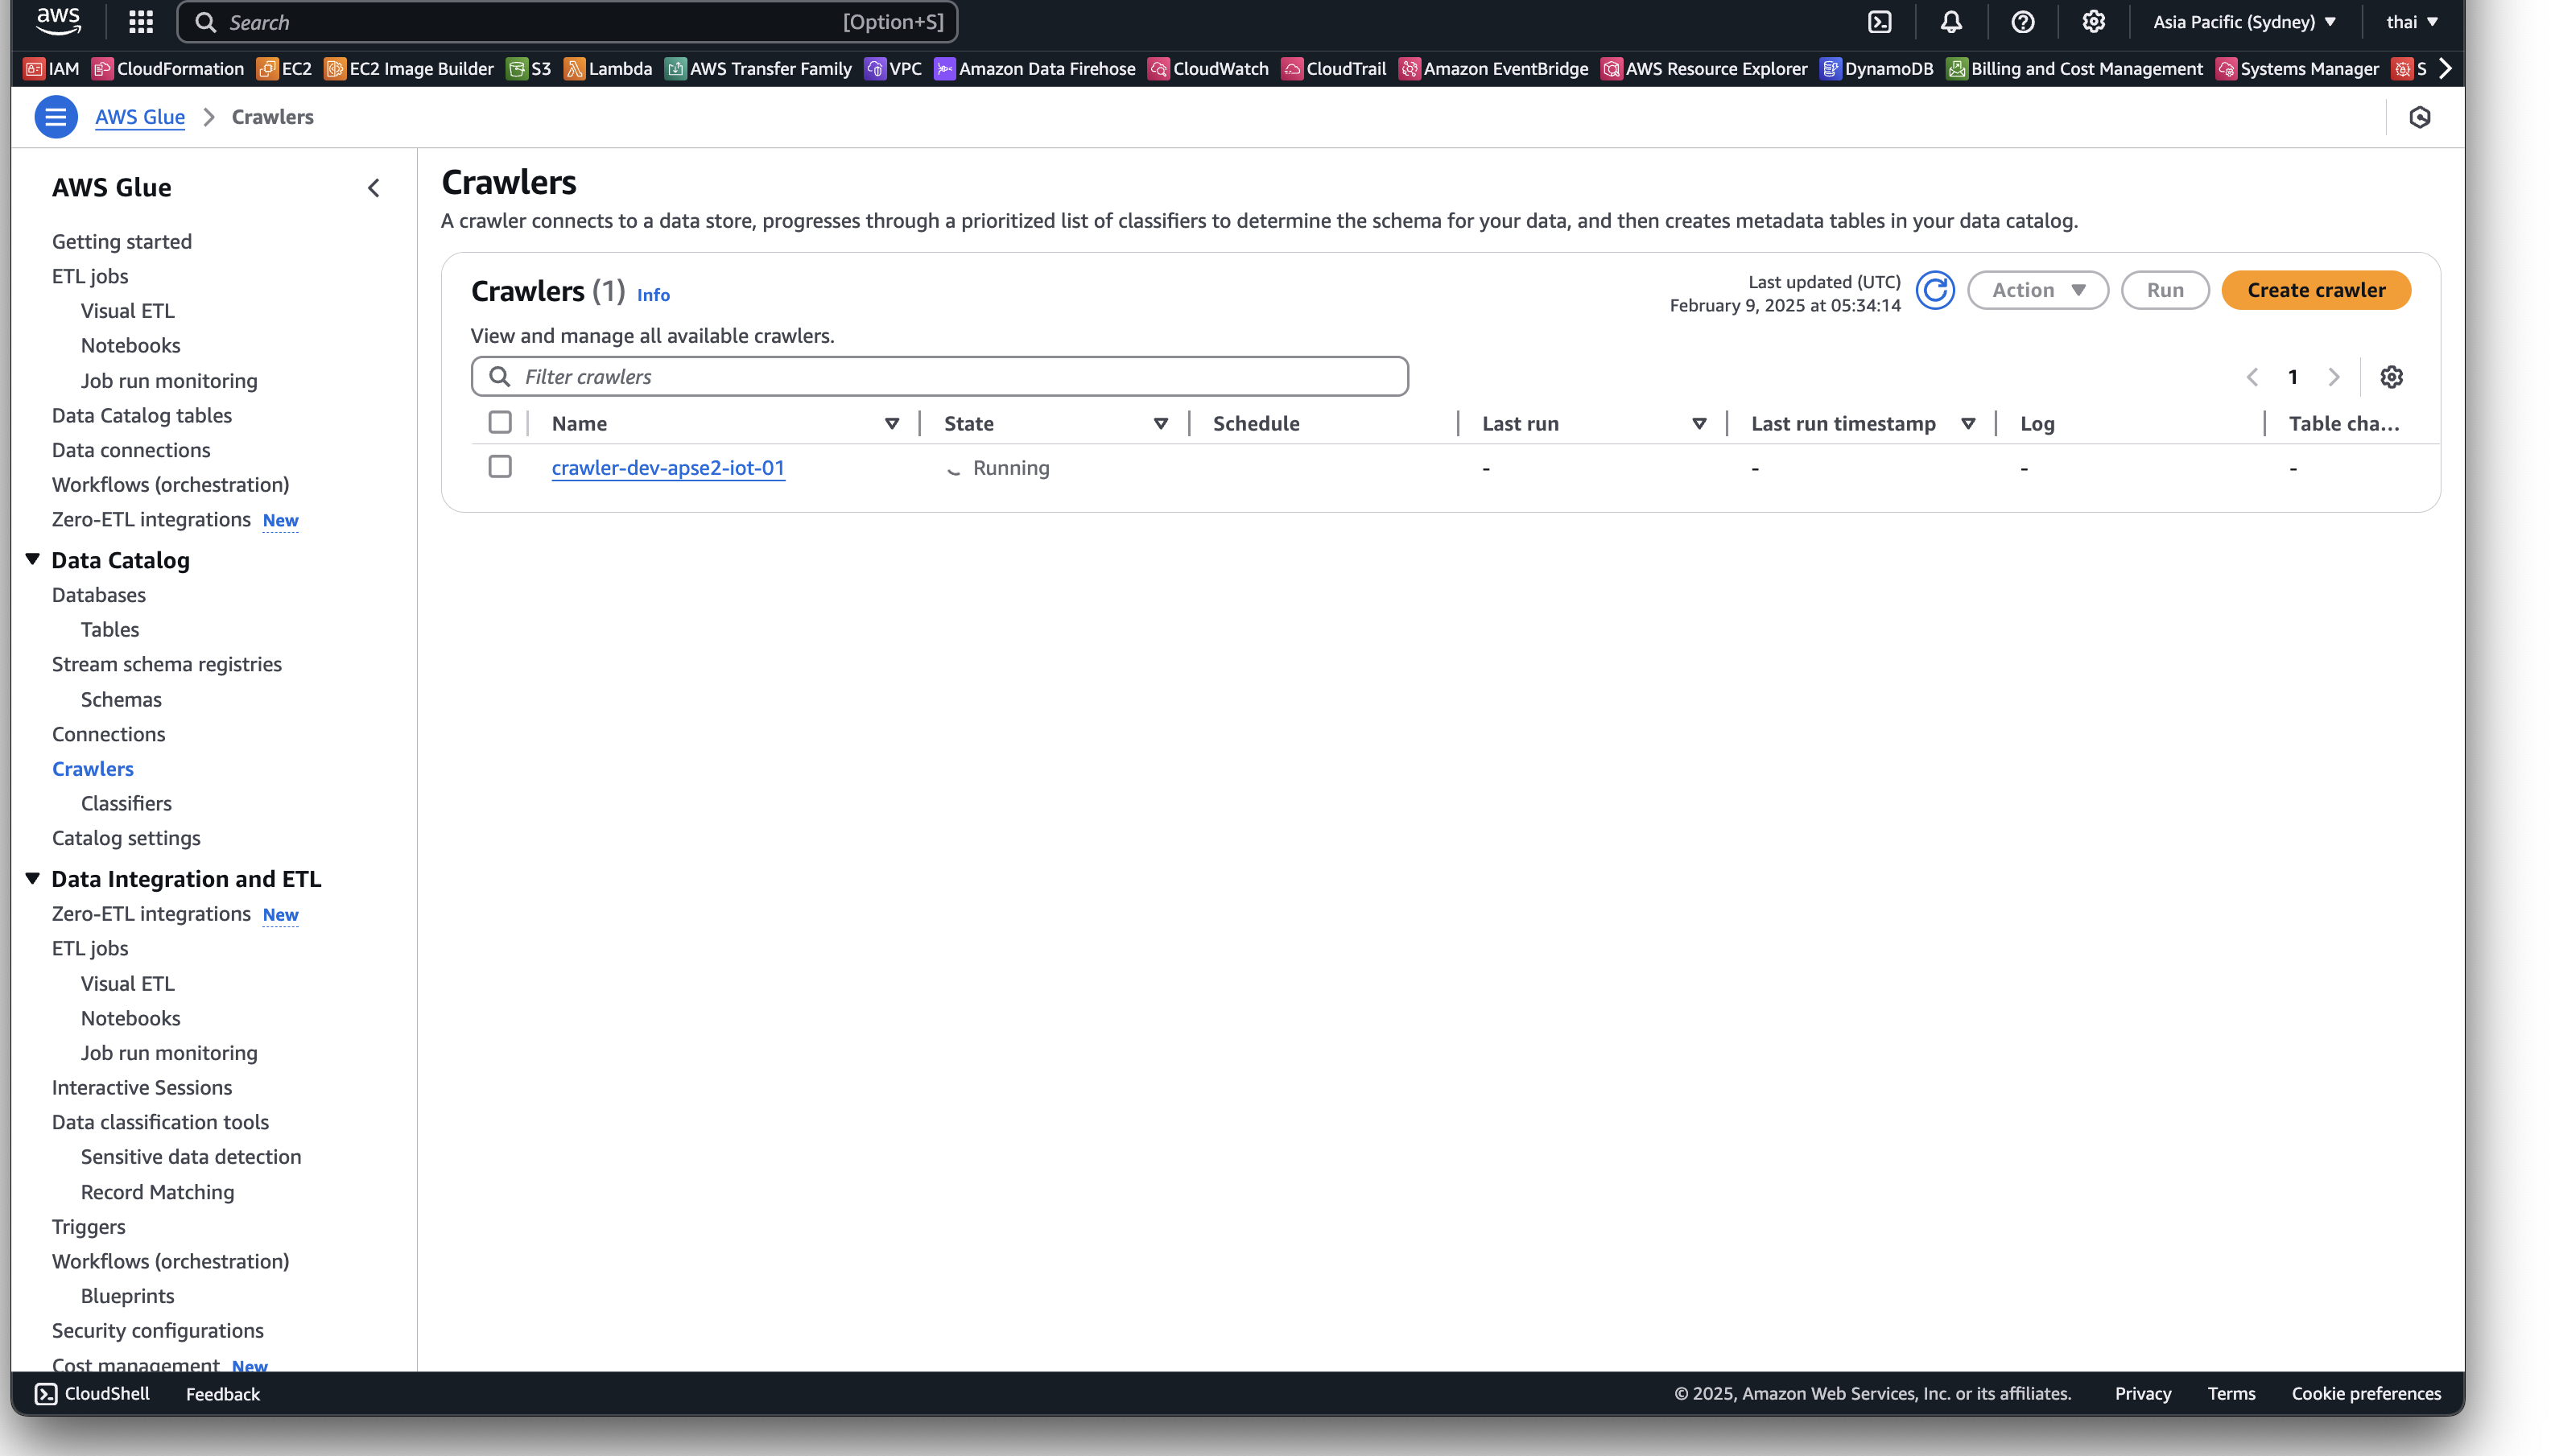 aws Search [Option+S] Asia Pacific (Sydney) thai
IAM CloudFormation EC2 EC2 Image Builder S3 Lambda AWS Transfer Family VPC Amazon Data Firehose CloudWatch CloudTrail Amazon EventBridge AWS Resource Explorer DynamoDB Billing and Cost Management Systems Manager S
AWS Glue Crawlers
AWS Glue
Getting started
ETL jobs
Visual ETL
Notebooks
Job run monitoring
Data Catalog tables
Data connections
Workflows (orchestration)
Zero-ETL integrations New
Data Catalog
Databases
Tables
Stream schema registries
Schemas
Connections
Crawlers
Classifiers
Catalog settings
Data Integration and ETL
Zero-ETL integrations New
ETL jobs
Visual ETL
Notebooks
Job run monitoring
Interactive Sessions
Data classification tools
Sensitive data detection
Record Matching
Triggers
Workflows (orchestration)
Blueprints
Security configurations
Cost management New
Crawlers
A crawler connects to a data store, progresses through a prioritized list of classifiers to determine the schema for your data, and then creates metadata tables in your data catalog.
Crawlers (1) Info
Last updated (UTC)
February 9, 2025 at 05:34:14
Action Run Create crawler
View and manage all available crawlers.
Filter crawlers
1
Name State Schedule Last run Last run timestamp Log Table cha...
crawler-dev-apse2-iot-01 Running - - - -
CloudShell Feedback © 2025, Amazon Web Services, Inc. or its affiliates. Privacy Terms Cookie preferences